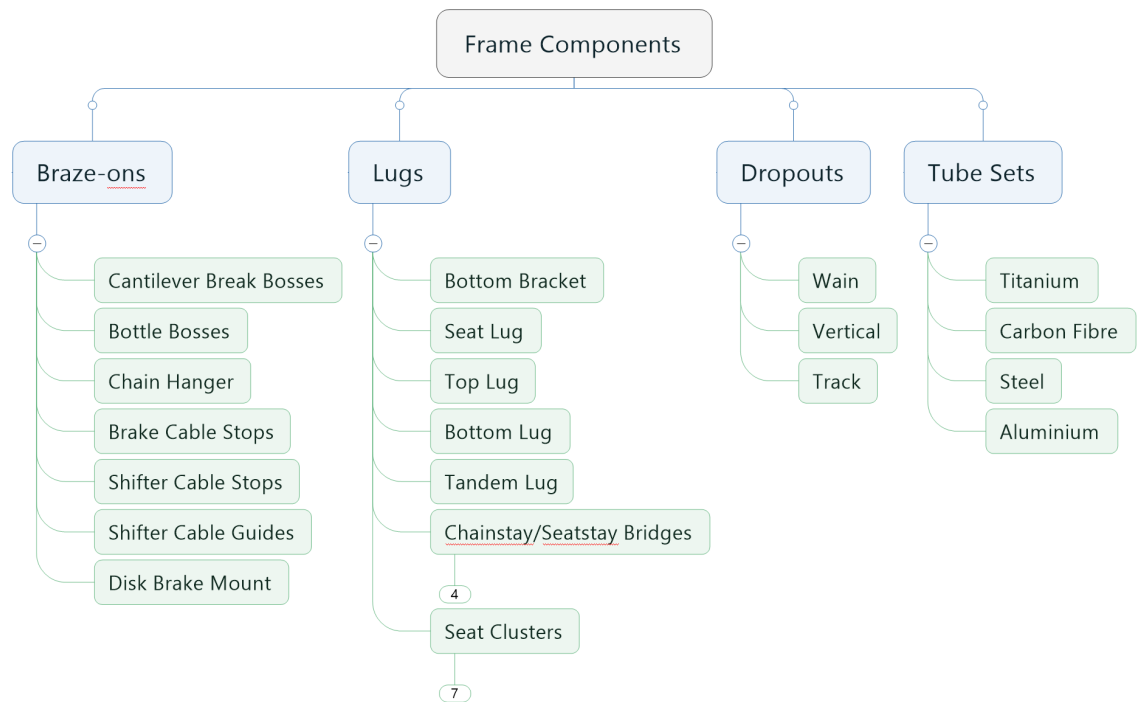 Frame Components
Braze-ons
Lugs
Dropouts
Tube Sets
Cantilever Break Bosses
Bottle Bosses
Chain Hanger
Brake Cable Stops
Shifter Cable Stops
Shifter Cable Guides
Disk Brake Mount
Bottom Bracket
Seat Lug
Top Lug
Bottom Lug
Tandem Lug
Chainstay/Seatstay Bridges
4
Seat Clusters
7
Wain
Vertical
Track
Titanium
Carbon Fibre
Steel
Aluminium